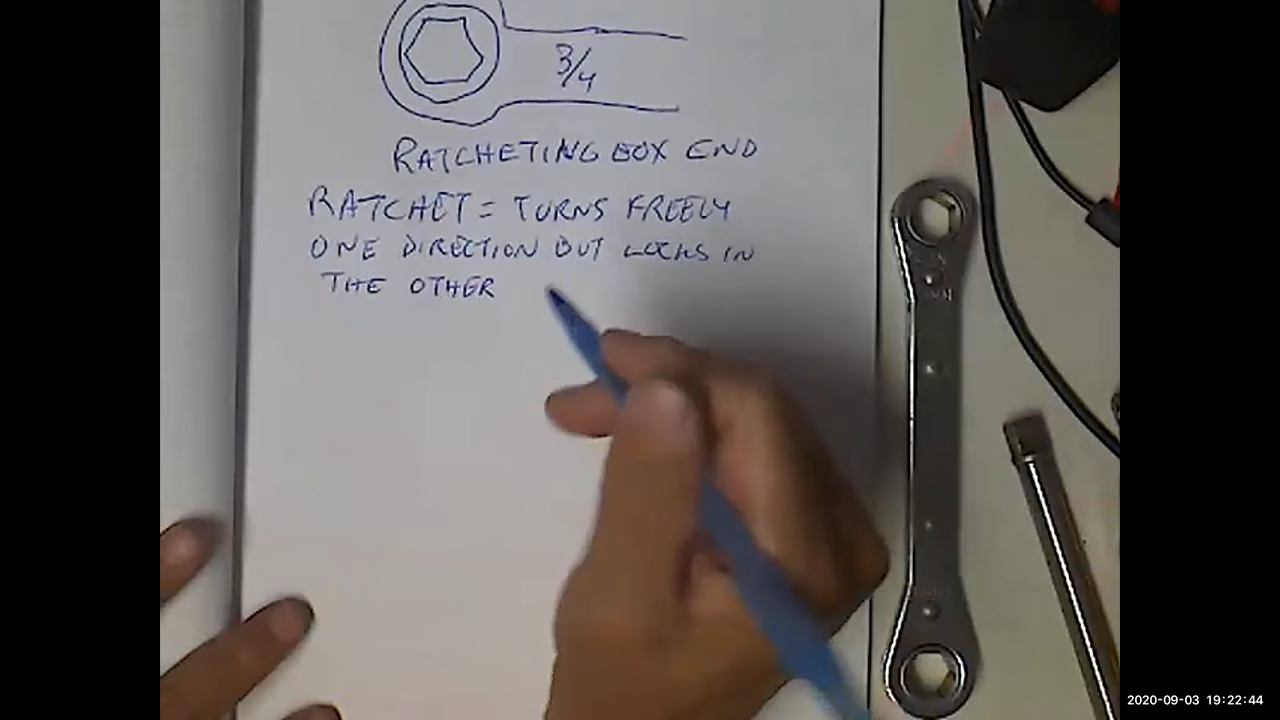 3/4
RATCHETING BOX END
RATCHET = TURNS FREELY
ONE DIRECTION BUT LOCKS IN
THE OTHER
2020-09-03 19:22:44